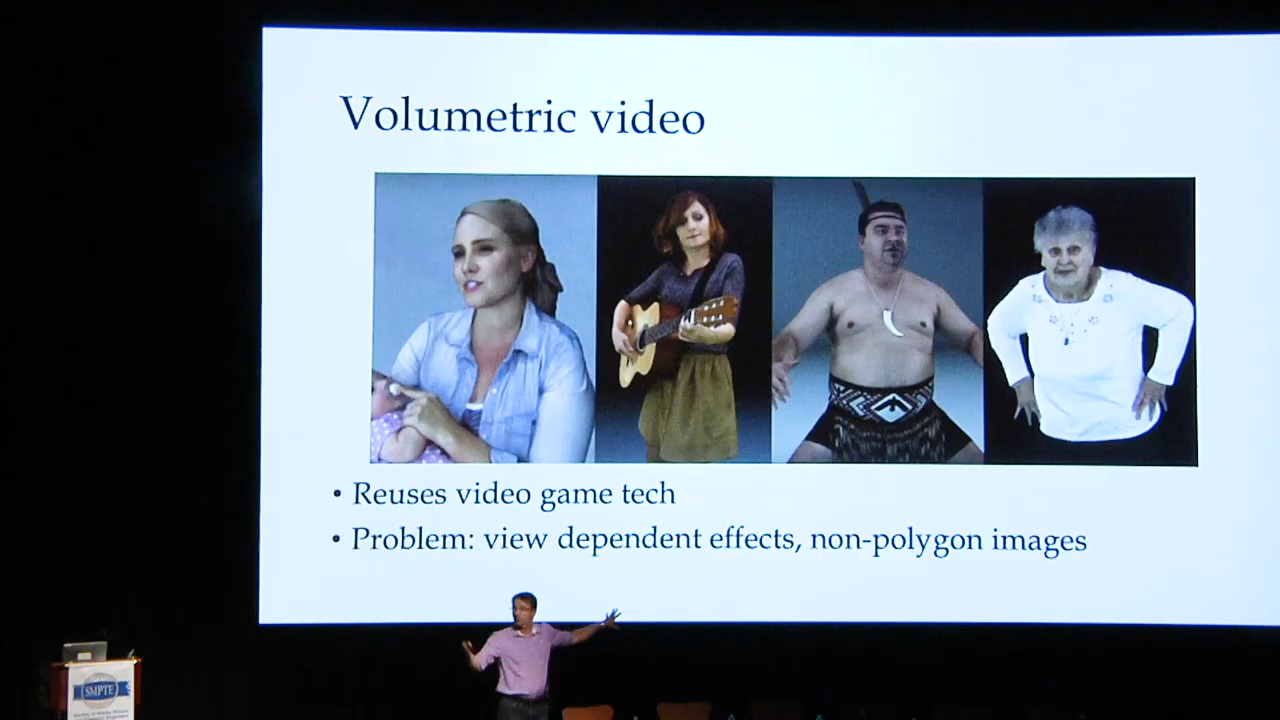 Volumetric video
• Reuses video game tech
• Problem: view dependent effects, non-polygon images
SMPTE